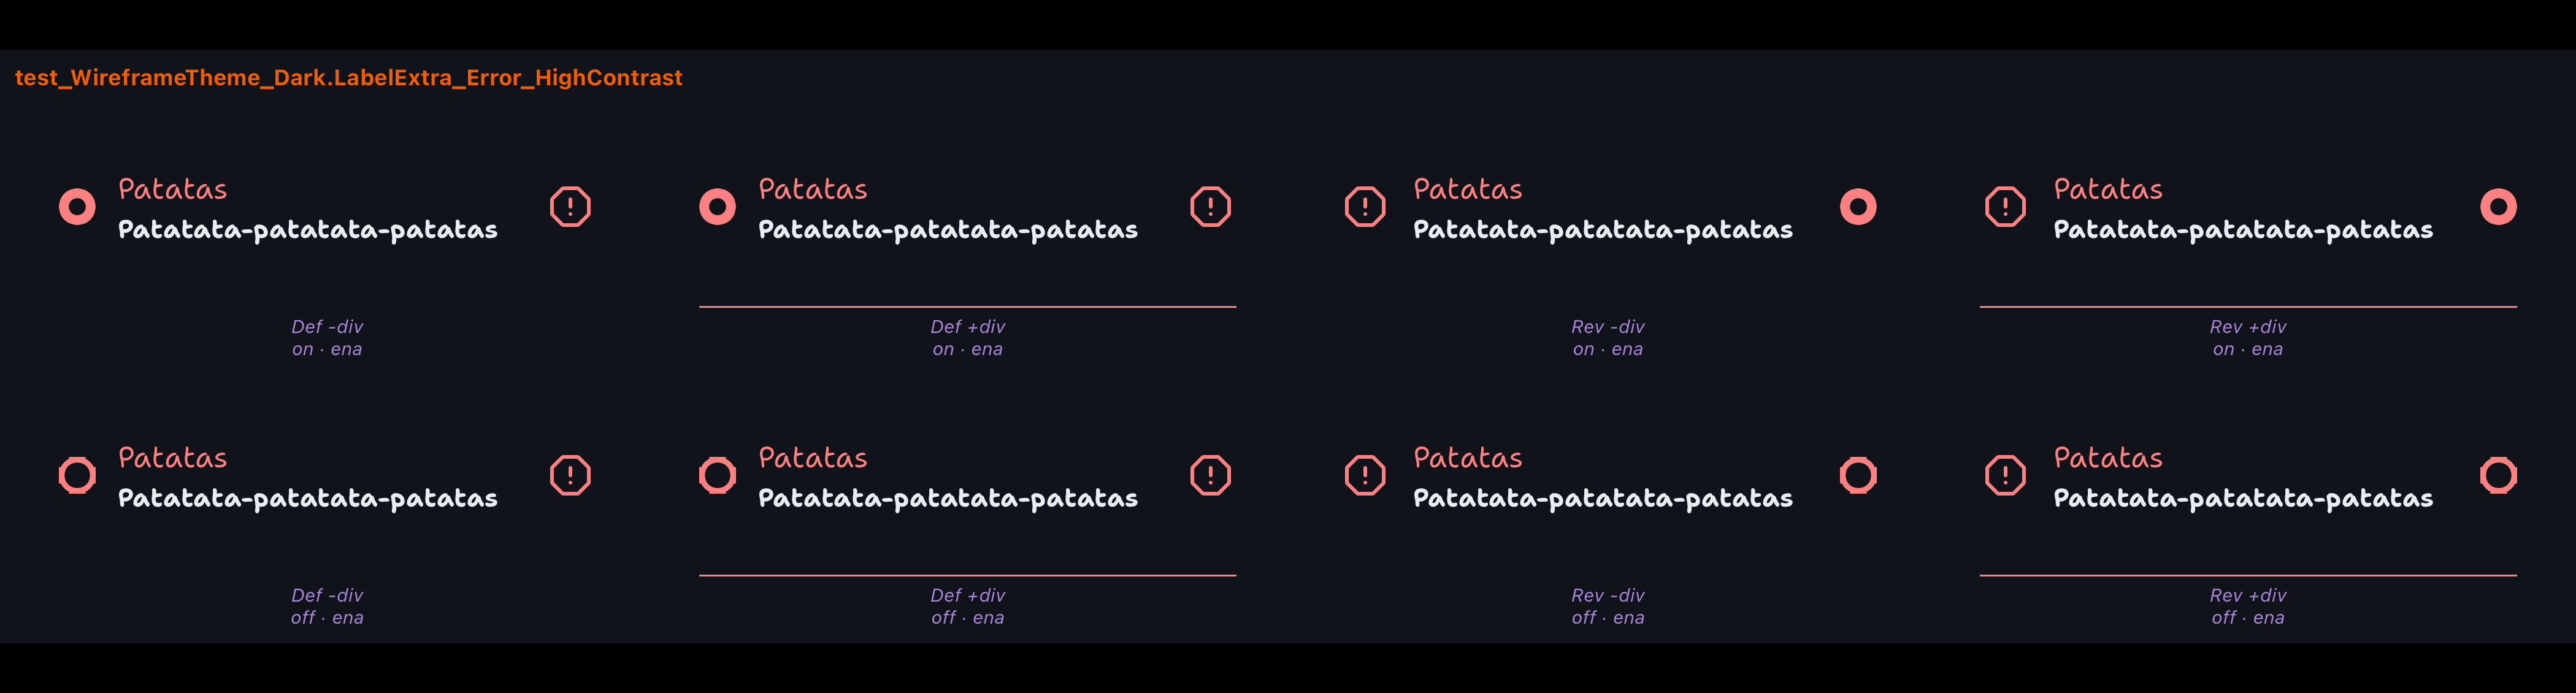 test_WireframeTheme_Dark.LabelExtra_Error_HighContrast
Patatas
Patatata-patatata-patatas
Def -div
on · ena
Patatas
Patatata-patatata-patatas
Def +div
on · ena
Patatas
Patatata-patatata-patatas
Rev -div
on · ena
Patatas
Patatata-patatata-patatas
Rev +div
on · ena
Patatas
Patatata-patatata-patatas
Def -div
off · ena
Patatas
Patatata-patatata-patatas
Def +div
off · ena
Patatas
Patatata-patatata-patatas
Rev -div
off · ena
Patatas
Patatata-patatata-patatas
Rev +div
off · ena